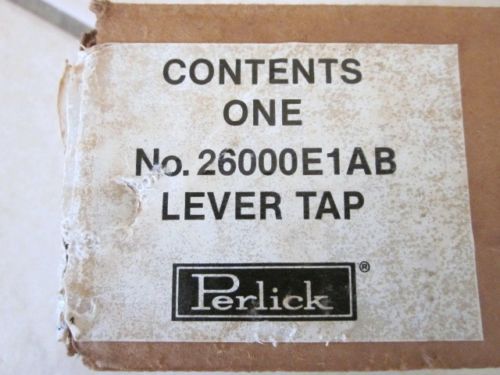 CONTENTS
ONE
No. 26000E1AB
LEVER TAP
Perlick ®